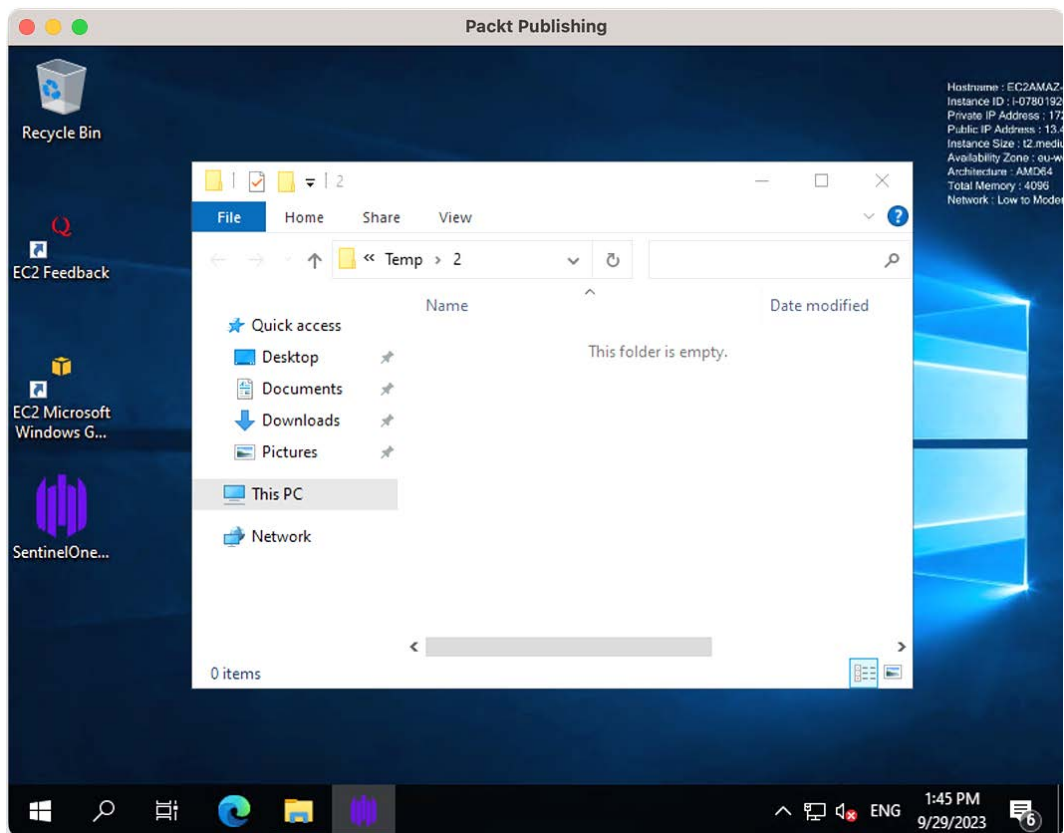 Packt Publishing
Recycle Bin
Hostname : EC2AMAZ-
Instance ID : i-0780192
Private IP Address : 172
Public IP Address : 13.4
Instance Size : t2.mediu
Availability Zone : eu-w
Architecture : AMD64
Total Memory : 4096
Network : Low to Moder
EC2 Feedback
EC2 Microsoft
Windows G...
SentinelOne...
2
File Home Share View
« Temp › 2
Name Date modified
This folder is empty.
Quick access
Desktop
Documents
Downloads
Pictures
This PC
Network
0 items
ENG
1:45 PM
9/29/2023
6